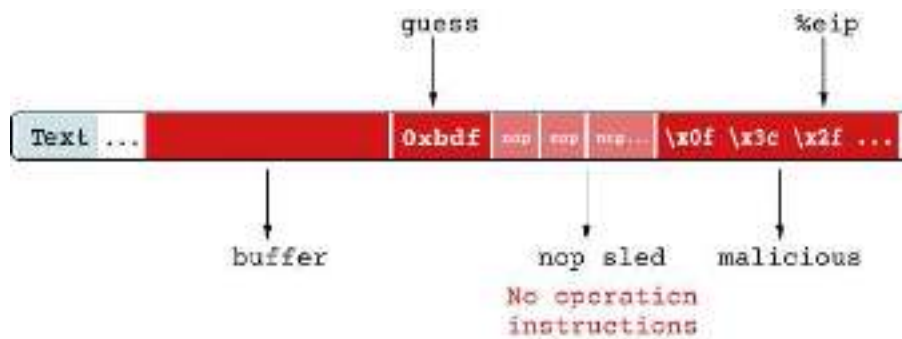 guess %eip
Text ... 0xbdf nop nop nop... \x0f \x3c \x2f ...
buffer nop sled malicious
No operation
instructions